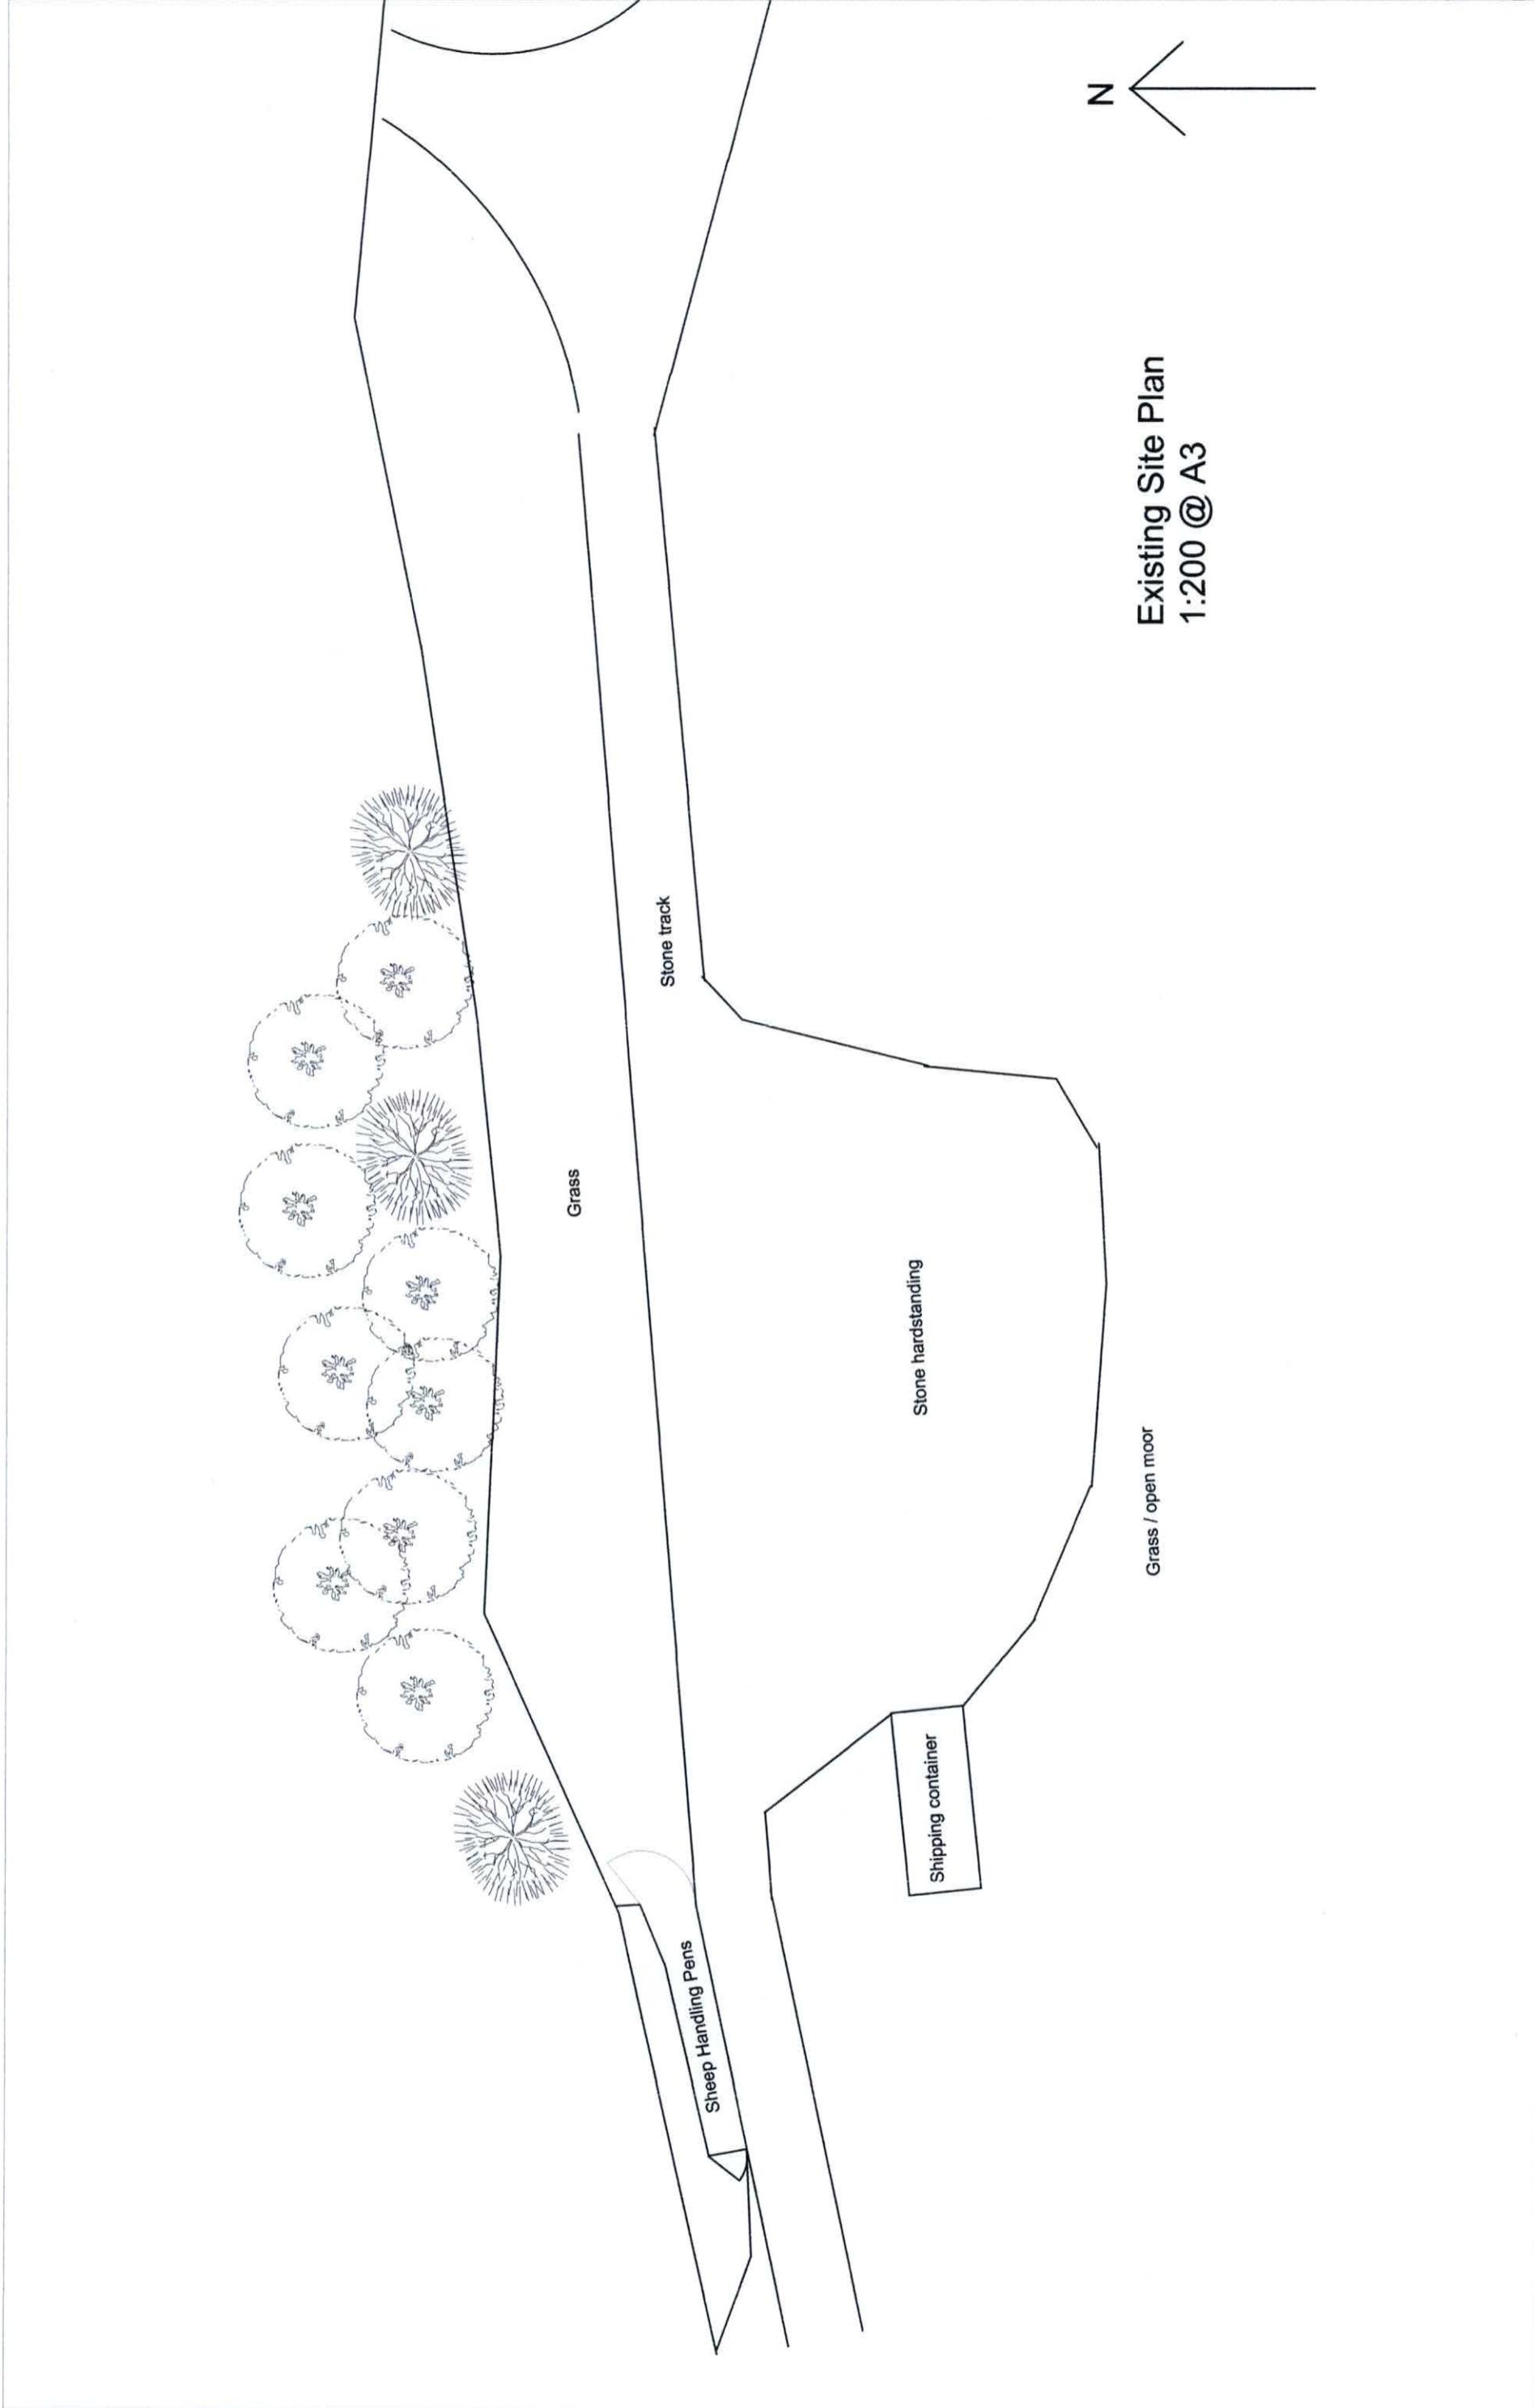 N
Existing Site Plan
1:200 @ A3
Stone track
Grass
Stone hardstanding
Grass / open moor
Shipping container
Sheep Handling Pens